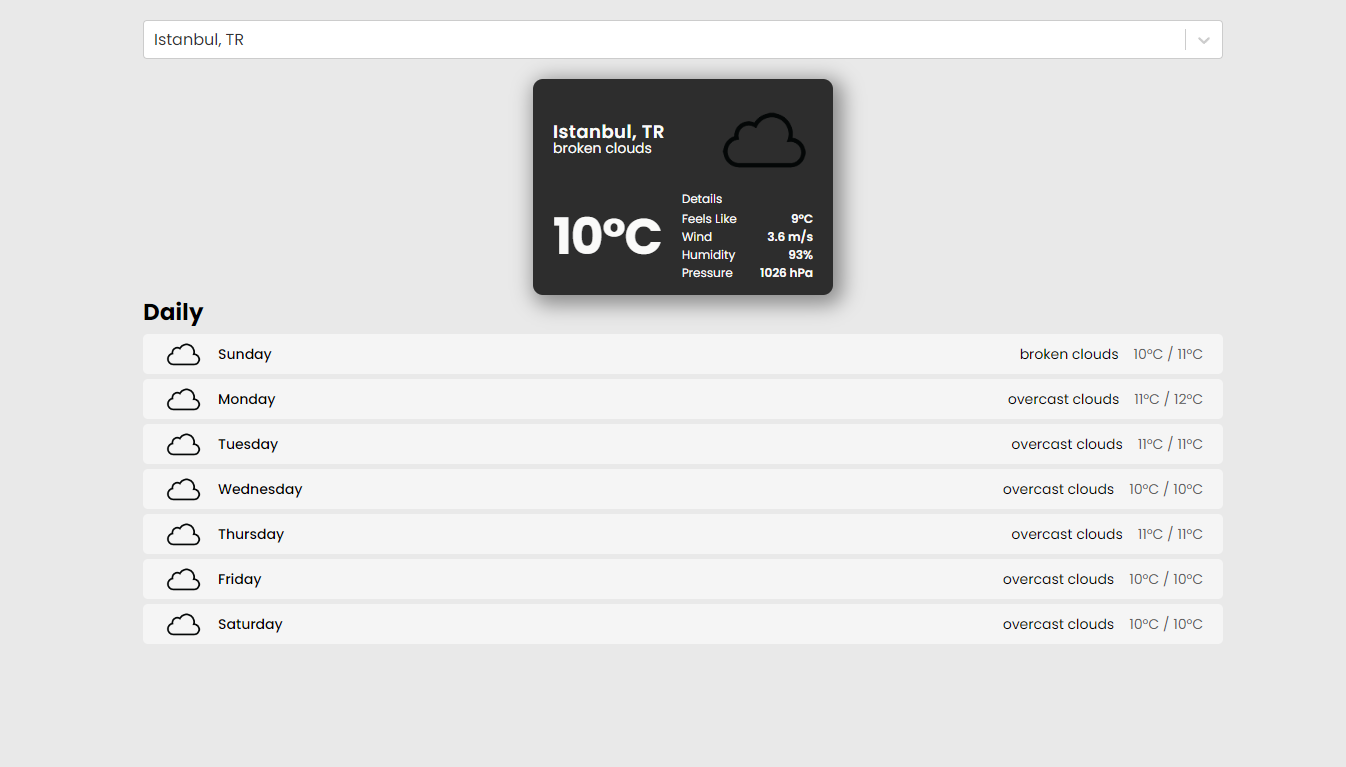 Istanbul, TR
Istanbul, TR
broken clouds
10°C
Details
Feels Like 9°C
Wind 3.6 m/s
Humidity 93%
Pressure 1026 hPa
Daily
Sunday broken clouds 10°C / 11°C
Monday overcast clouds 11°C / 12°C
Tuesday overcast clouds 11°C / 11°C
Wednesday overcast clouds 10°C / 10°C
Thursday overcast clouds 11°C / 11°C
Friday overcast clouds 10°C / 10°C
Saturday overcast clouds 10°C / 10°C